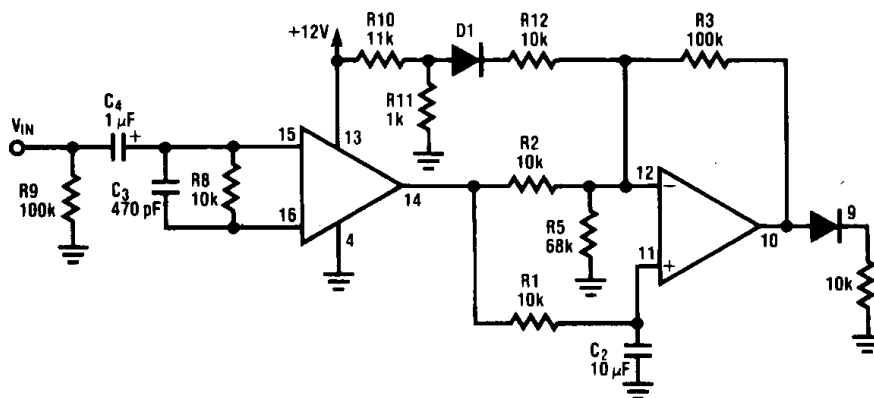 +12V
R10
11k
D1
R12
10k
R3
100k
R11
1k
C4
1 μF
+
VIN
15
13
R9
100k
C3
470 pF
R8
10k
16
14
4
R2
10k
12
−
R5
68k
11
+
10
9
10k
R1
10k
C2
10 μF